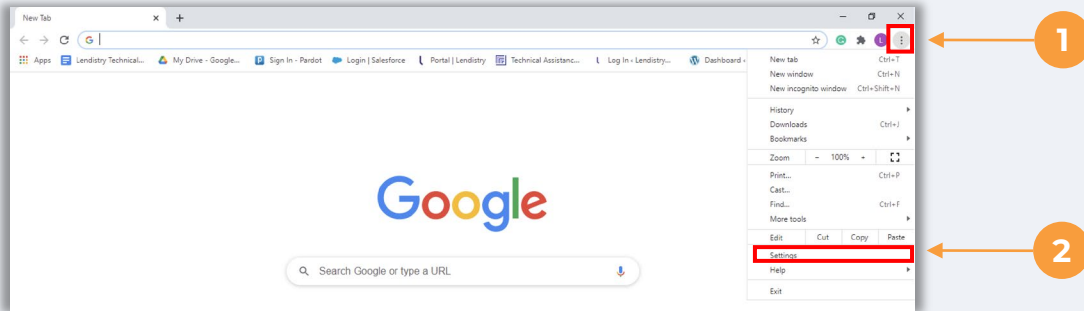 New Tab × +
G
1
Apps Lendistry Technical... My Drive - Google... Sign In - Pardot Login | Salesforce Portal | Lendistry Technical Assistanc... Log In ‹ Lendistry... Dashboard ‹
L
New tab Ctrl+T
New window Ctrl+N
New incognito window Ctrl+Shift+N
History
Downloads Ctrl+J
Bookmarks
Zoom - 100% +
Print... Ctrl+P
Cast...
Find... Ctrl+F
More tools
Edit Cut Copy Paste
Settings
2
Help
Exit
Google
Search Google or type a URL